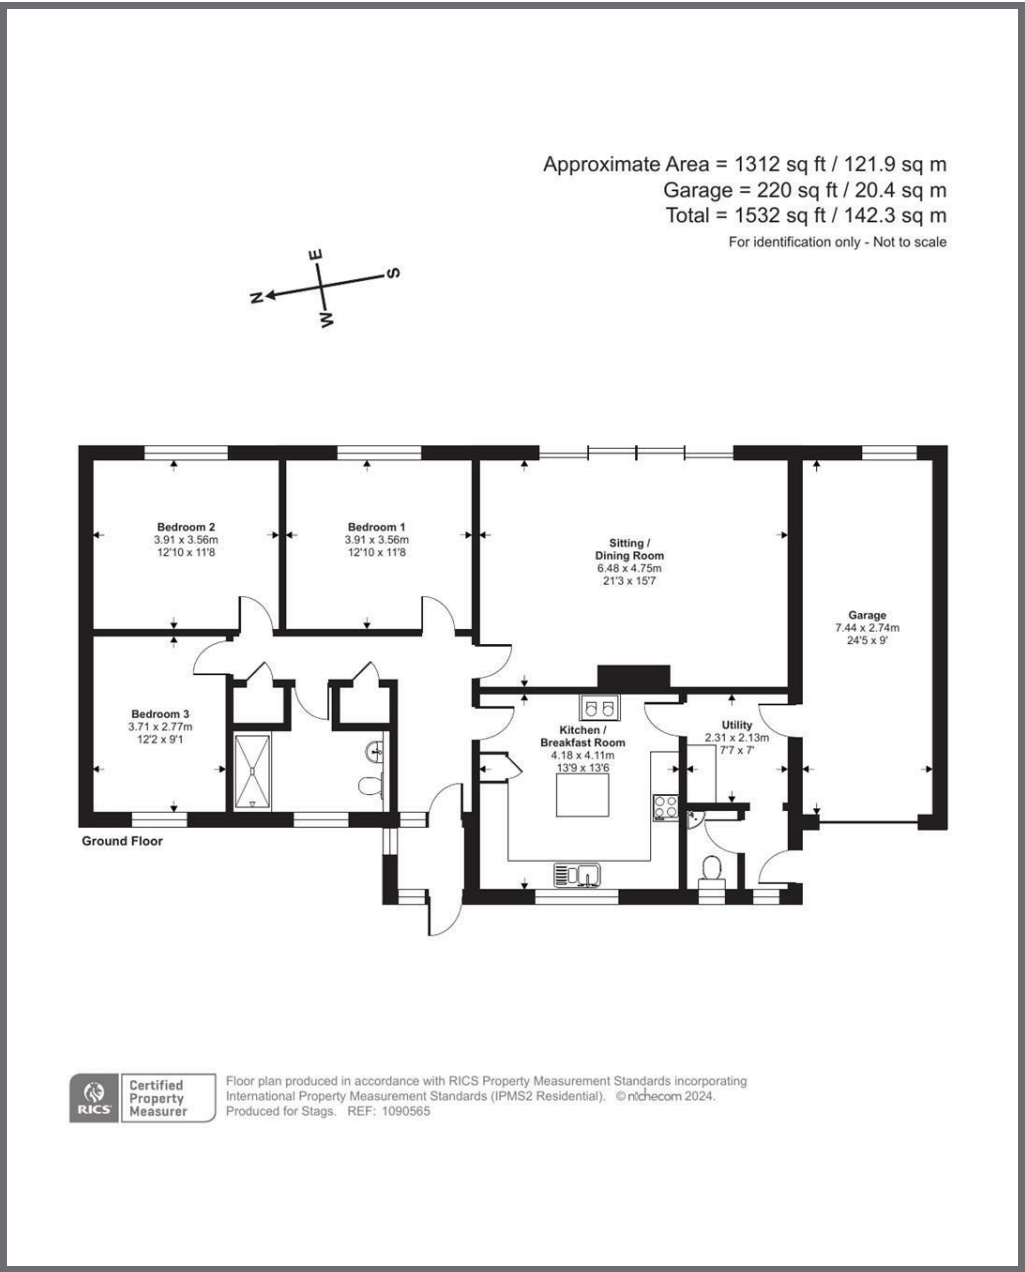 Approximate Area = 1312 sq ft / 121.9 sq m
Garage = 220 sq ft / 20.4 sq m
Total = 1532 sq ft / 142.3 sq m
For identification only - Not to scale
E
S
N
W
Bedroom 2
3.91 x 3.56m
12'10 x 11'8
Bedroom 1
3.91 x 3.56m
12'10 x 11'8
Sitting /
Dining Room
6.48 x 4.75m
21'3 x 15'7
Garage
7.44 x 2.74m
24'5 x 9'
Bedroom 3
3.71 x 2.77m
12'2 x 9'1
Kitchen /
Breakfast Room
4.18 x 4.11m
13'9 x 13'6
Utility
2.31 x 2.13m
7'7 x 7'
Ground Floor
RICS
Certified
Property
Measurer
Floor plan produced in accordance with RICS Property Measurement Standards incorporating
International Property Measurement Standards (IPMS2 Residential). © nichecom 2024.
Produced for Stags. REF: 1090565